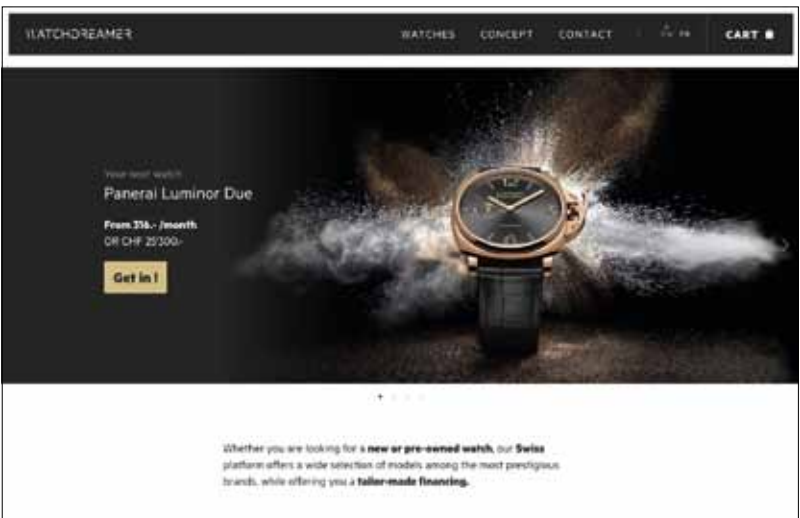 WATCHDREAMER
WATCHES CONCEPT CONTACT
CART
Your next watch
Panerai Luminor Due
From 316.- /month
OR CHF 25'300.-
Get in !
Whether you are looking for a new or pre-owned watch, our Swiss
platform offers a wide selection of models among the most prestigious
brands, while offering you a tailor-made financing.